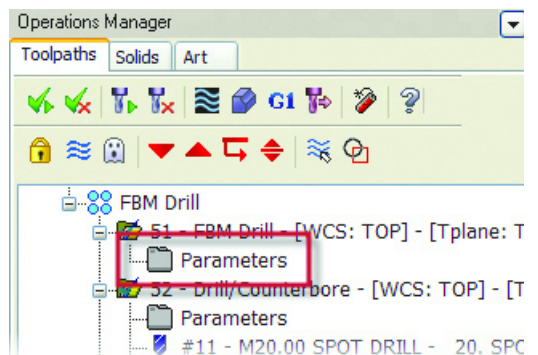 Operations Manager
Toolpaths Solids Art
G1
FBM Drill
51 - FBM Drill - [WCS: TOP] - [Tplane: T
Parameters
52 - Drill/Counterbore - [WCS: TOP] - [T
Parameters
#11 - M20.00 SPOT DRILL - 20. SPO